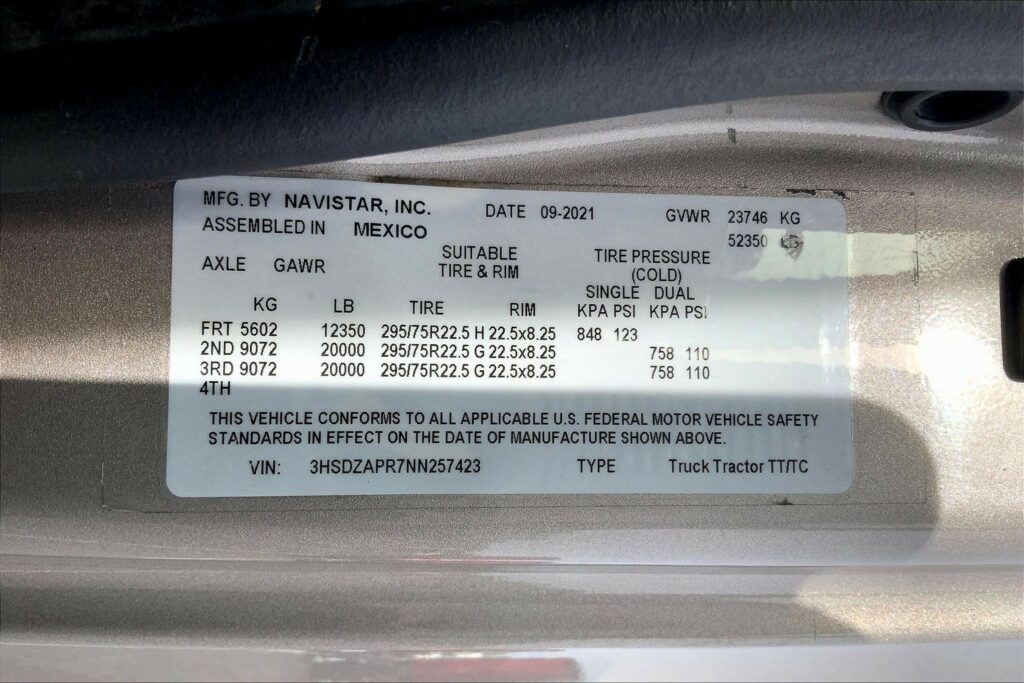 MFG. BY NAVISTAR, INC. DATE 09-2021 GVWR 23746 KG
ASSEMBLED IN MEXICO 52350 LB
AXLE GAWR SUITABLE TIRE PRESSURE
TIRE & RIM (COLD)
SINGLE DUAL
KG LB TIRE RIM KPA PSI KPA PSI
FRT 5602 12350 295/75R22.5 H 22.5x8.25 848 123
2ND 9072 20000 295/75R22.5 G 22.5x8.25 758 110
3RD 9072 20000 295/75R22.5 G 22.5x8.25 758 110
4TH
THIS VEHICLE CONFORMS TO ALL APPLICABLE U.S. FEDERAL MOTOR VEHICLE SAFETY
STANDARDS IN EFFECT ON THE DATE OF MANUFACTURE SHOWN ABOVE.
VIN: 3HSDZAPR7NN257423 TYPE Truck Tractor TT/TC